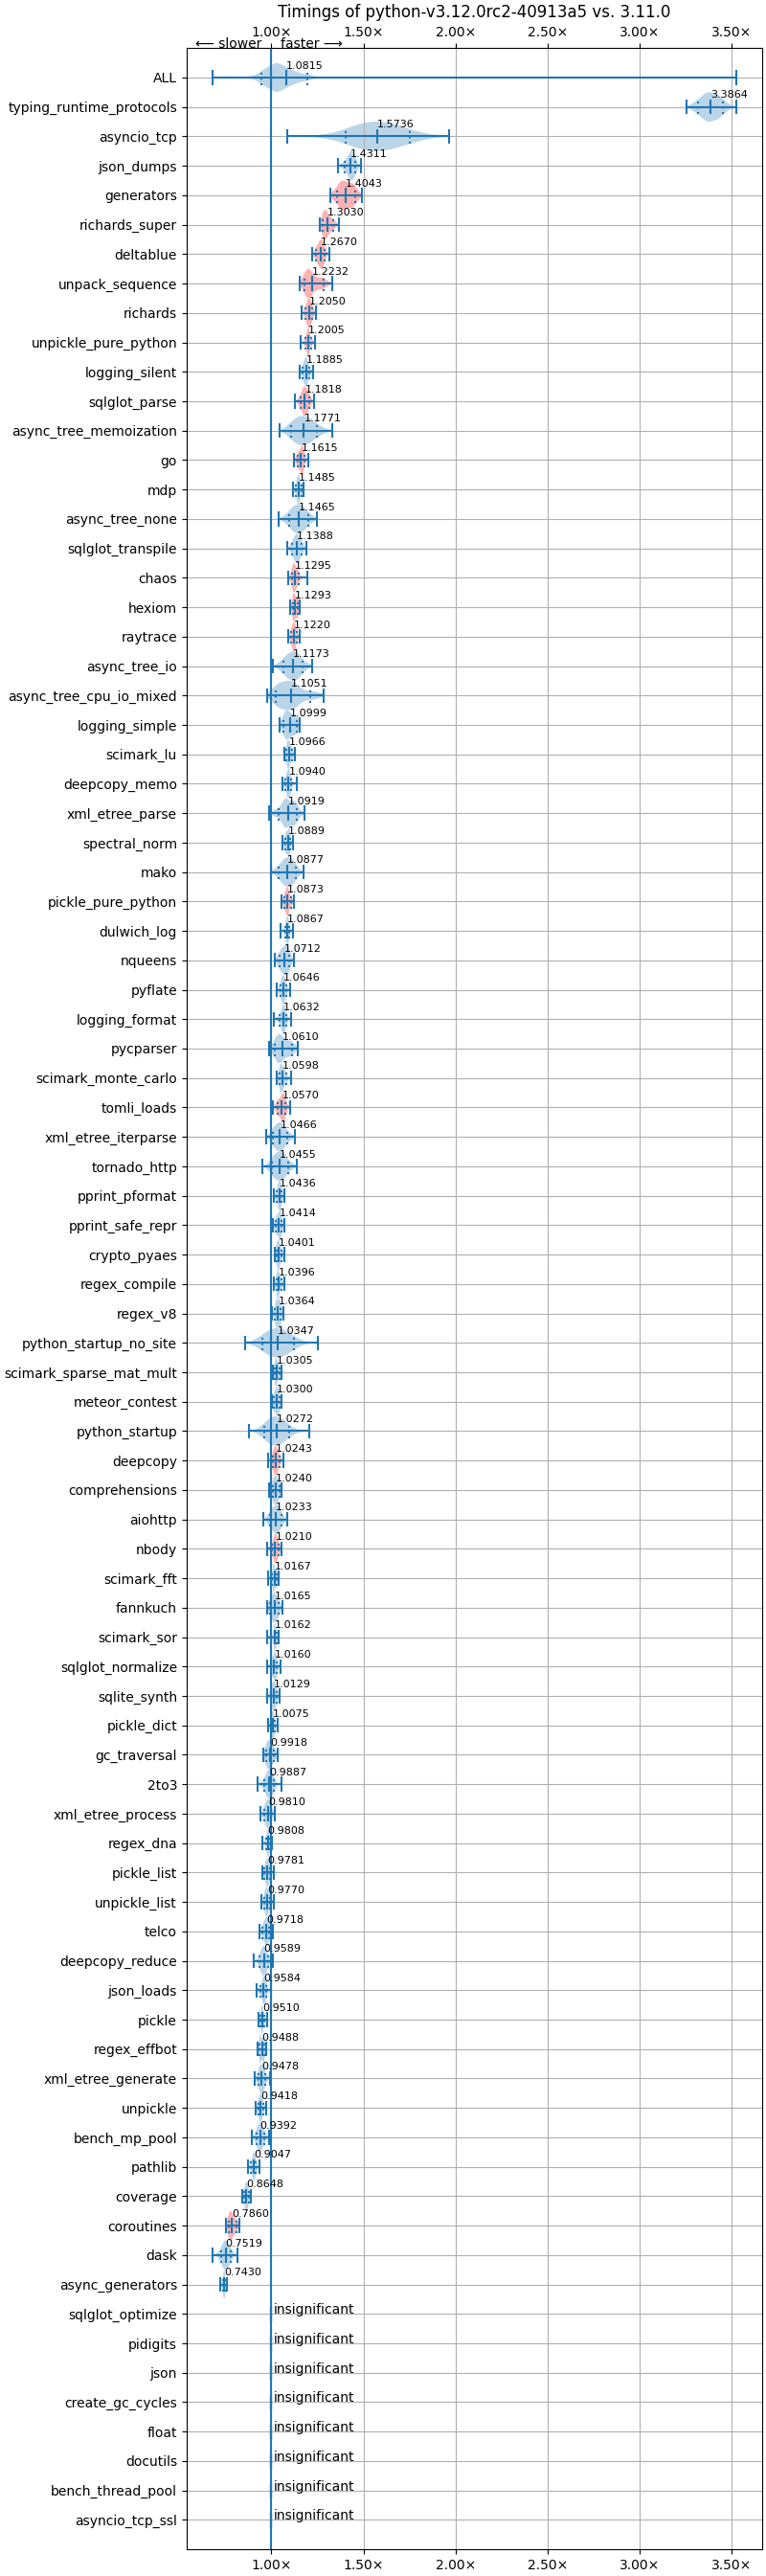 Timings of python-v3.12.0rc2-40913a5 vs. 3.11.0
1.00× 1.50× 2.00× 2.50× 3.00× 3.50×
⟵ slower faster ⟶
ALL 1.0815
typing_runtime_protocols 3.3864
asyncio_tcp 1.5736
json_dumps 1.4311
generators 1.4043
richards_super 1.3030
deltablue 1.2670
unpack_sequence 1.2232
richards 1.2050
unpickle_pure_python 1.2005
logging_silent 1.1885
sqlglot_parse 1.1818
async_tree_memoization 1.1771
go 1.1615
mdp 1.1485
async_tree_none 1.1465
sqlglot_transpile 1.1388
chaos 1.1295
hexiom 1.1293
raytrace 1.1220
async_tree_io 1.1173
async_tree_cpu_io_mixed 1.1051
logging_simple 1.0999
scimark_lu 1.0966
deepcopy_memo 1.0940
xml_etree_parse 1.0919
spectral_norm 1.0889
mako 1.0877
pickle_pure_python 1.0873
dulwich_log 1.0867
nqueens 1.0712
pyflate 1.0646
logging_format 1.0632
pycparser 1.0610
scimark_monte_carlo 1.0598
tomli_loads 1.0570
xml_etree_iterparse 1.0466
tornado_http 1.0455
pprint_pformat 1.0436
pprint_safe_repr 1.0414
crypto_pyaes 1.0401
regex_compile 1.0396
regex_v8 1.0364
python_startup_no_site 1.0347
scimark_sparse_mat_mult 1.0305
meteor_contest 1.0300
python_startup 1.0272
deepcopy 1.0243
comprehensions 1.0240
aiohttp 1.0233
nbody 1.0210
scimark_fft 1.0167
fannkuch 1.0165
scimark_sor 1.0162
sqlglot_normalize 1.0160
sqlite_synth 1.0129
pickle_dict 1.0075
gc_traversal 0.9918
2to3 0.9887
xml_etree_process 0.9810
regex_dna 0.9808
pickle_list 0.9781
unpickle_list 0.9770
telco 0.9718
deepcopy_reduce 0.9589
json_loads 0.9584
pickle 0.9510
regex_effbot 0.9488
xml_etree_generate 0.9478
unpickle 0.9418
bench_mp_pool 0.9392
pathlib 0.9047
coverage 0.8648
coroutines 0.7860
dask 0.7519
async_generators 0.7430
sqlglot_optimize insignificant
pidigits insignificant
json insignificant
create_gc_cycles insignificant
float insignificant
docutils insignificant
bench_thread_pool insignificant
asyncio_tcp_ssl insignificant
1.00× 1.50× 2.00× 2.50× 3.00× 3.50×